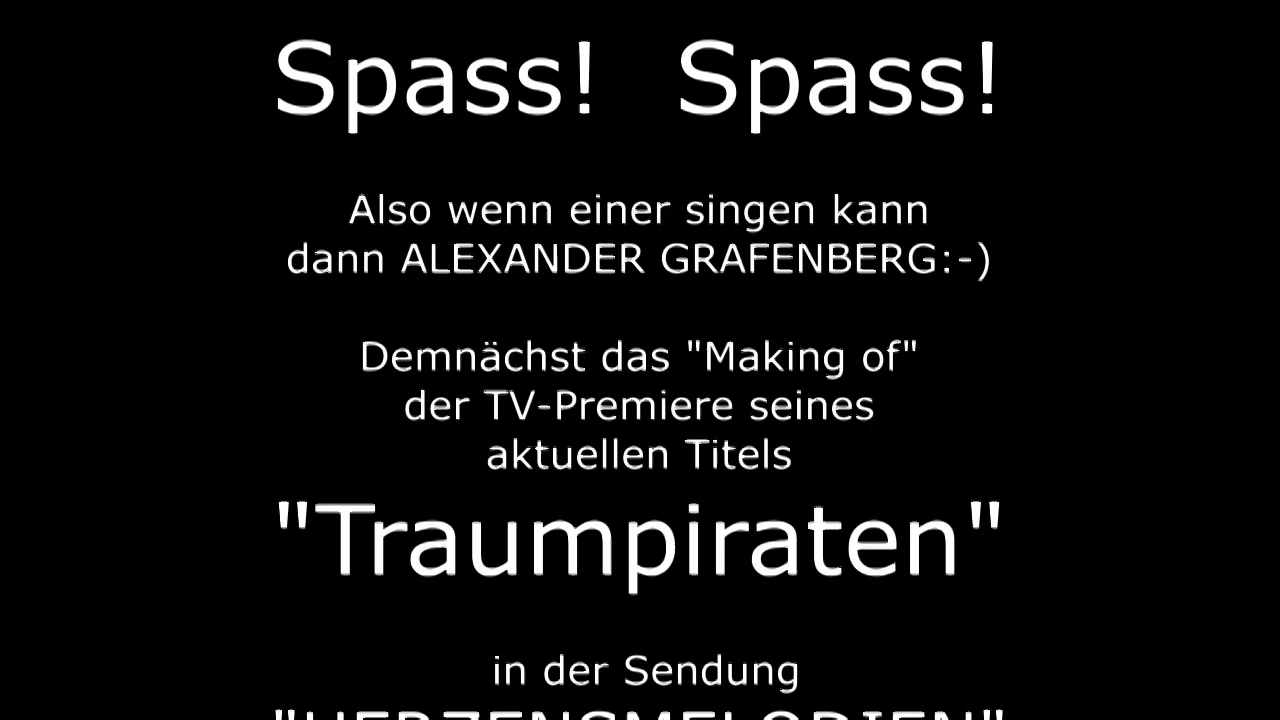 Spass! Spass!
Also wenn einer singen kann
dann ALEXANDER GRAFENBERG:-)
Demnächst das "Making of"
der TV-Premiere seines
aktuellen Titels
"Traumpiraten"
in der Sendung
"HERZENSMELODIEN"